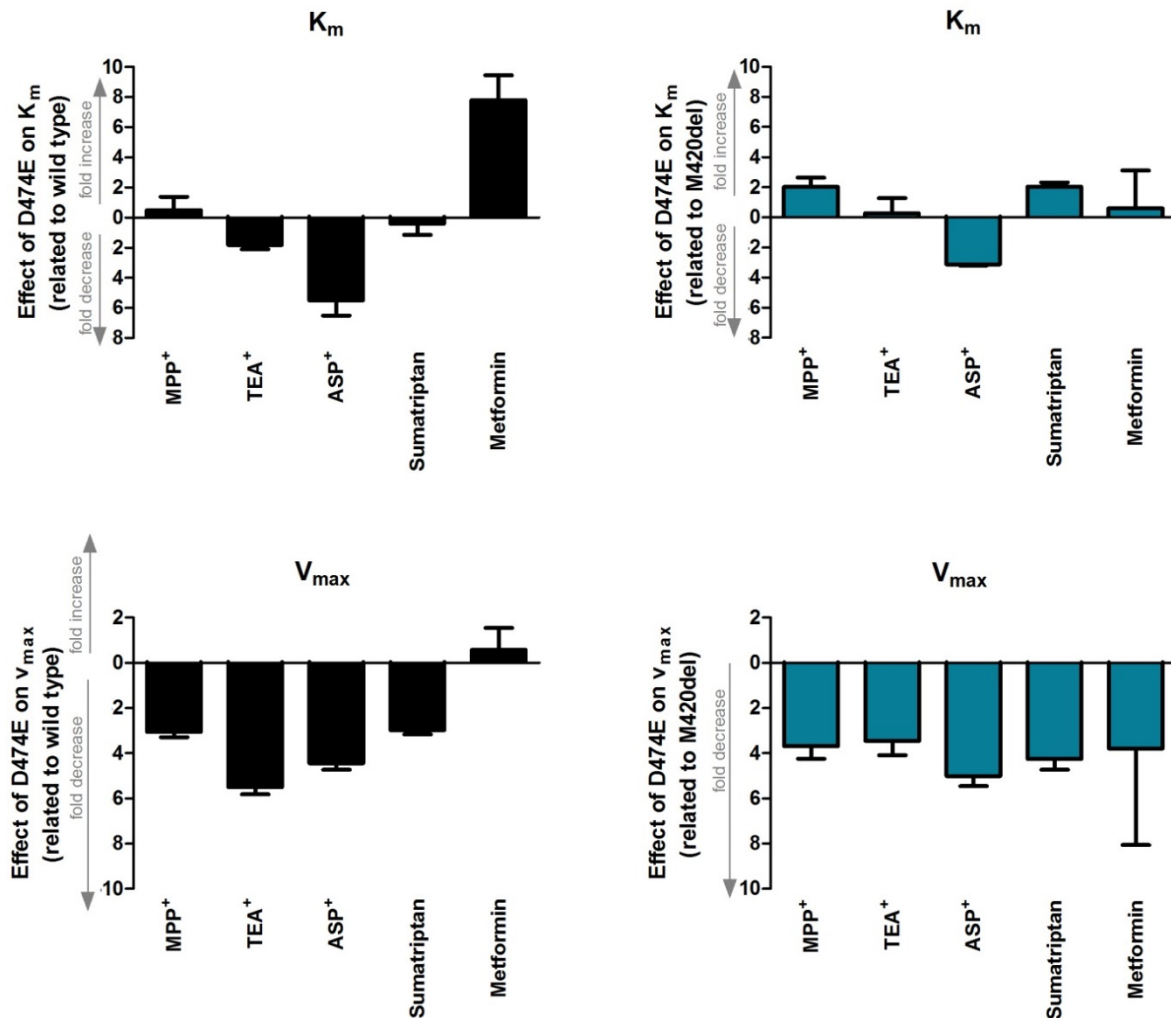 Km
Effect of D474E on Km
(related to wild type)
fold increase
fold decrease
10
8
6
4
2
0
2
4
6
8
MPP+
TEA+
ASP+
Sumatriptan
Metformin
Km
Effect of D474E on Km
(related to M420del)
fold increase
fold decrease
10
8
6
4
2
0
2
4
6
8
MPP+
TEA+
ASP+
Sumatriptan
Metformin
Vmax
Effect of D474E on vmax
(related to wild type)
fold increase
fold decrease
2
0
2
4
6
8
10
MPP+
TEA+
ASP+
Sumatriptan
Metformin
Vmax
Effect of D474E on vmax
(related to M420del)
fold decrease
2
0
2
4
6
8
10
MPP+
TEA+
ASP+
Sumatriptan
Metformin